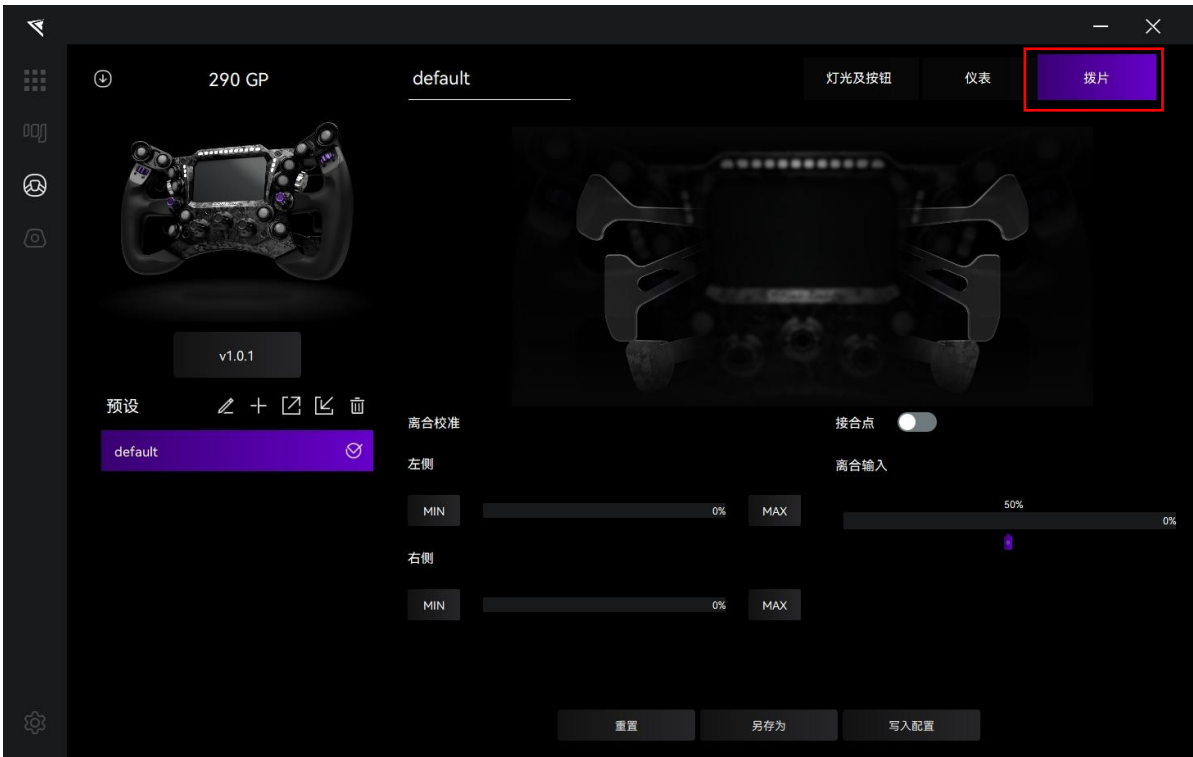 290 GP
default
灯光及按钮
仪表
拨片
v1.0.1
预设
default
离合校准
左侧
MIN
0%
MAX
右侧
MIN
0%
MAX
接合点
离合输入
50%
0%
重置
另存为
写入配置